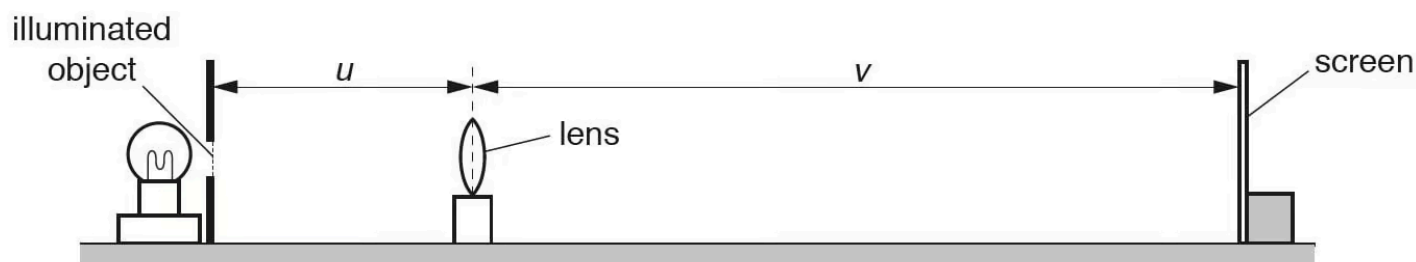 illuminated
object
u
v
screen
lens